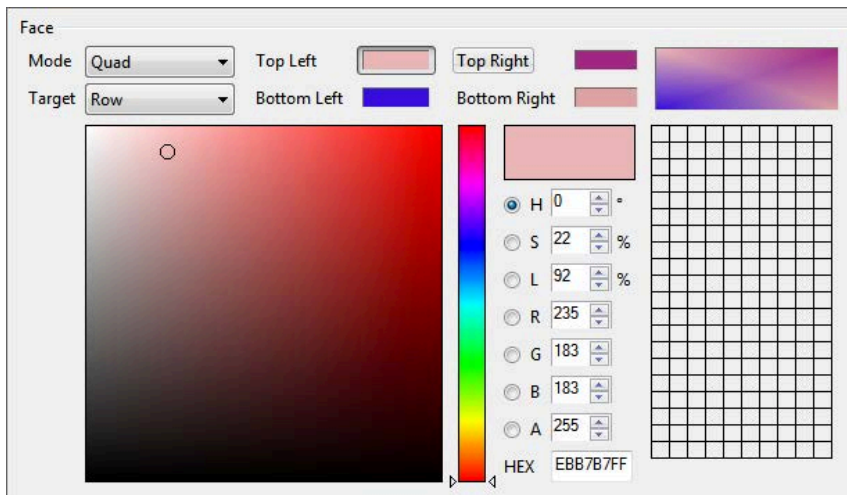 Face
Mode Quad Top Left Top Right
Target Row Bottom Left Bottom Right
H 0 °
S 22 %
L 92 %
R 235
G 183
B 183
A 255
HEX EBB7B7FF